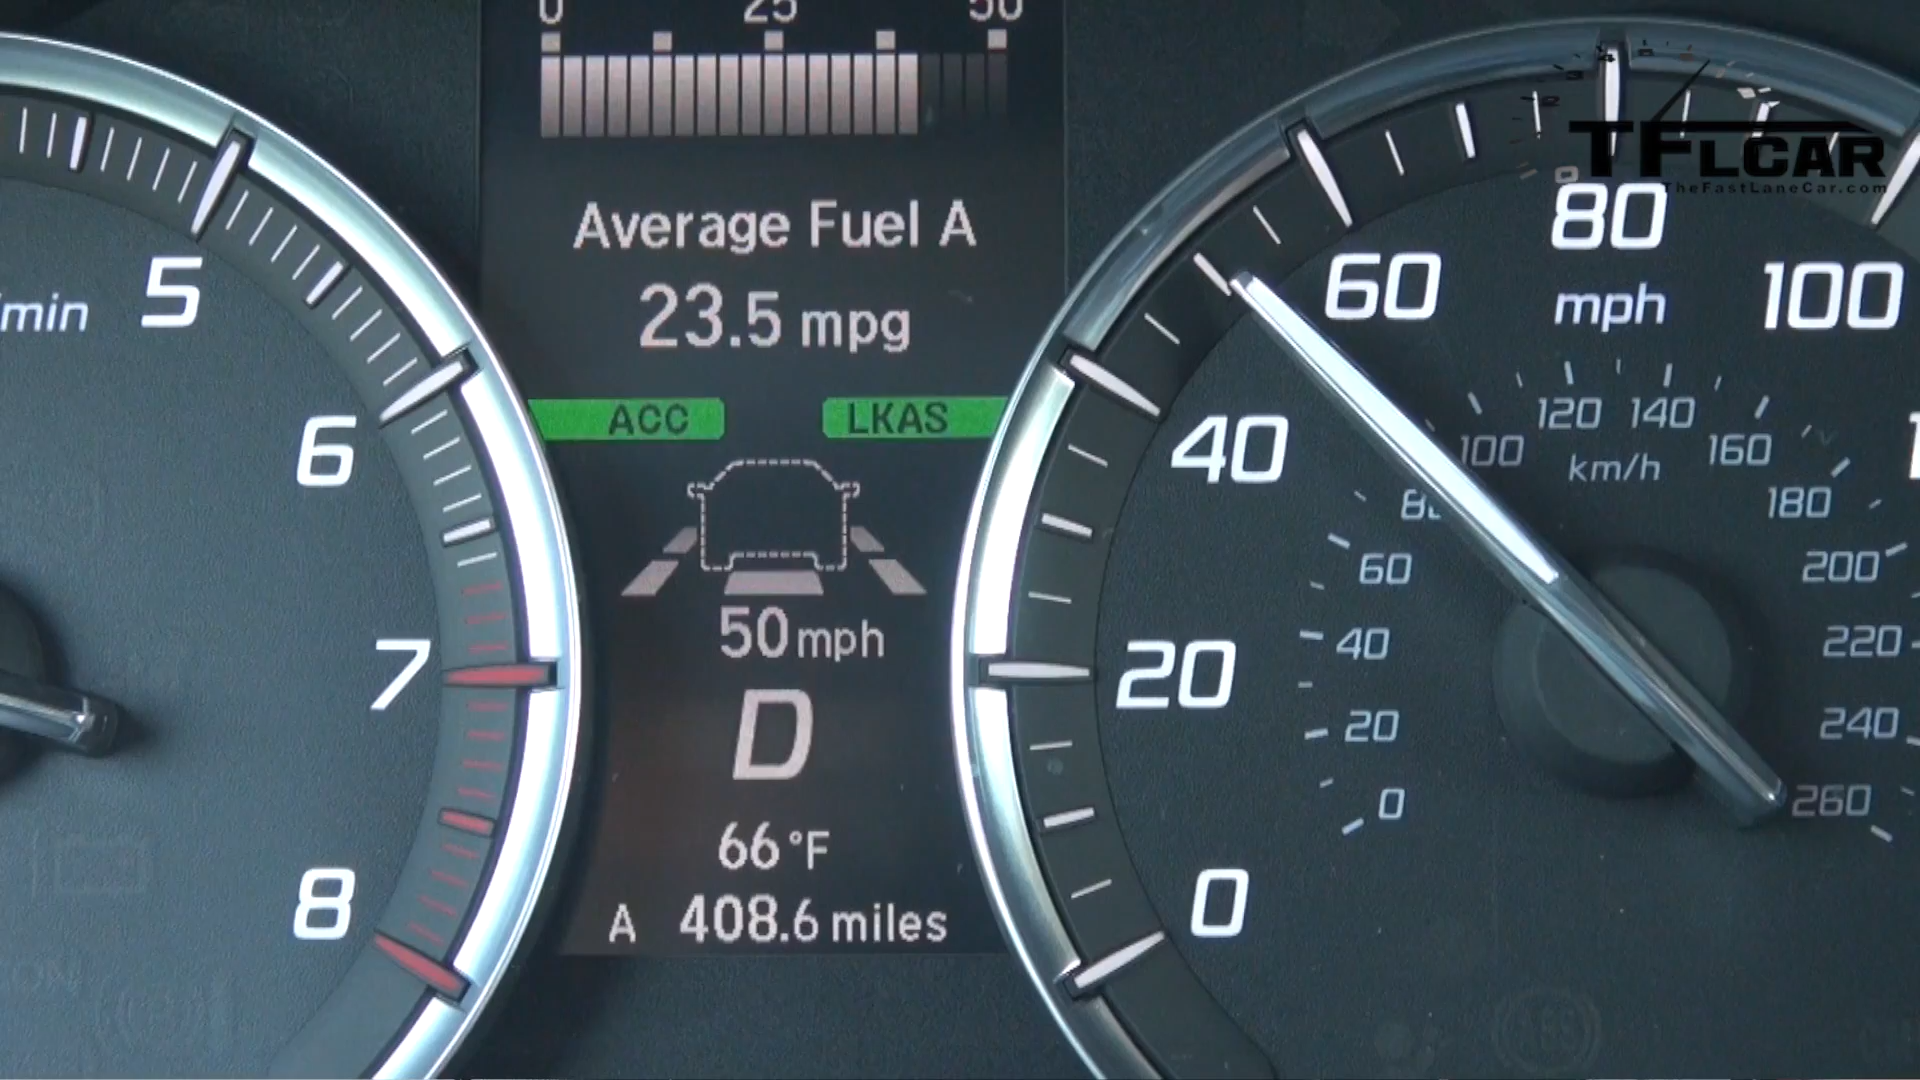 0 25 50
TFLCAR
TheFastLaneCar.com
Average Fuel A
23.5 mpg
ACC LKAS
50 mph
D
66 °F
A 408.6 miles
/min
5
6
7
8
0
20
40
60
80
100
mph
0
20
40
60
100
120
140
160
180
200
220
240
260
km/h